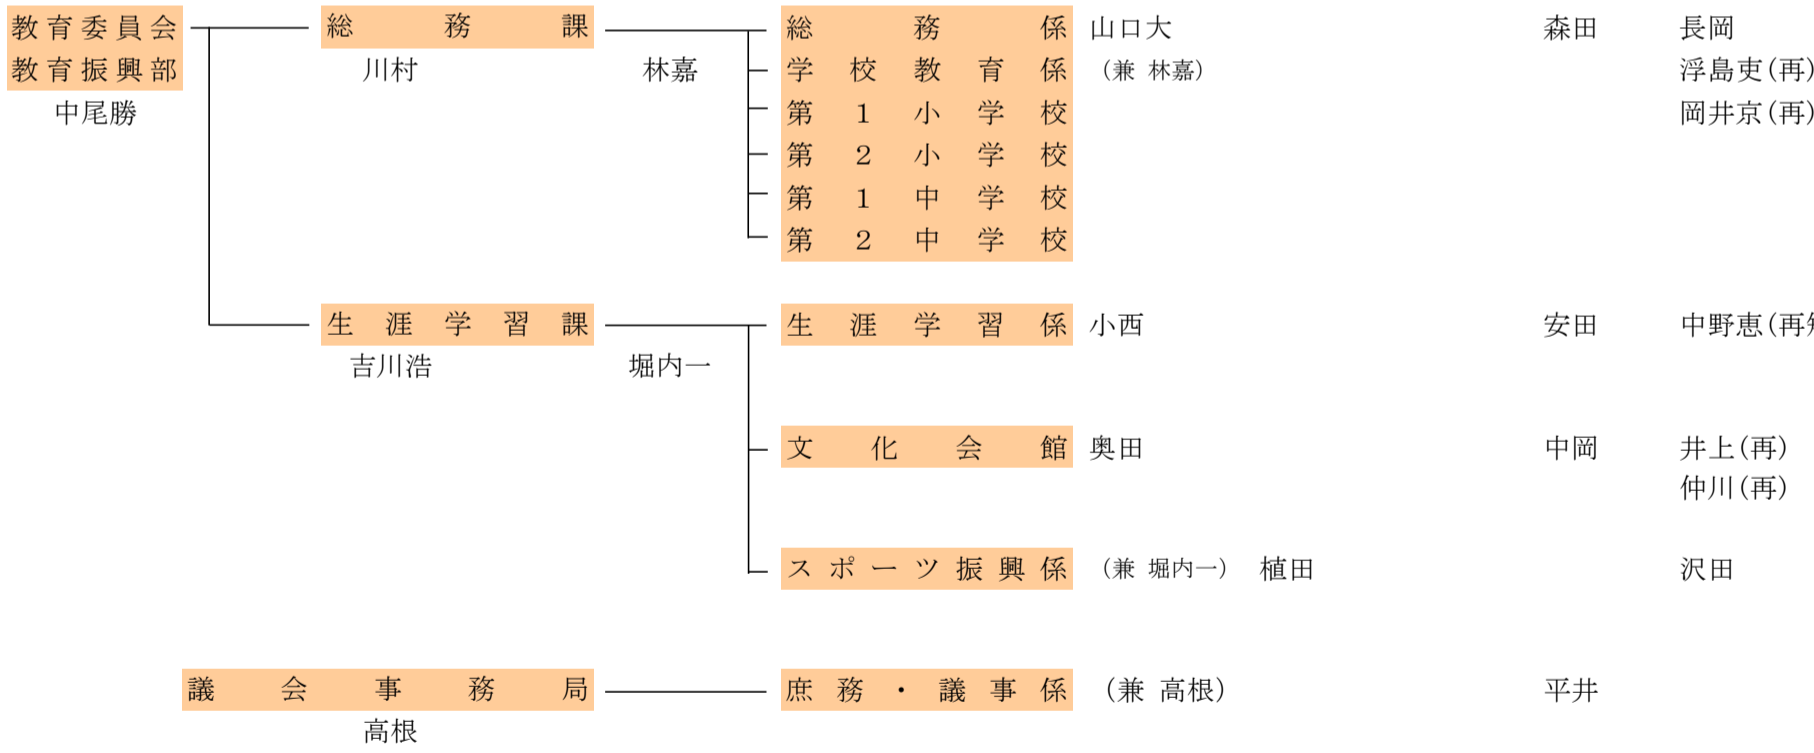 教育委員会 総務課 総務係 山口大 森田 長岡
教育振興部 川村 林嘉 学校教育係 (兼 林嘉) 浮島吏(再)
中尾勝 第1小学校 岡井京(再)
第2小学校
第1中学校
第2中学校
生涯学習課 生涯学習係 小西 安田 中野恵(再
吉川浩 堀内一
文化会館 奥田 中岡 井上(再)
仲川(再)
スポーツ振興係 (兼 堀内一) 植田 沢田
議会事務局 庶務・議事係 (兼 高根) 平井
高根